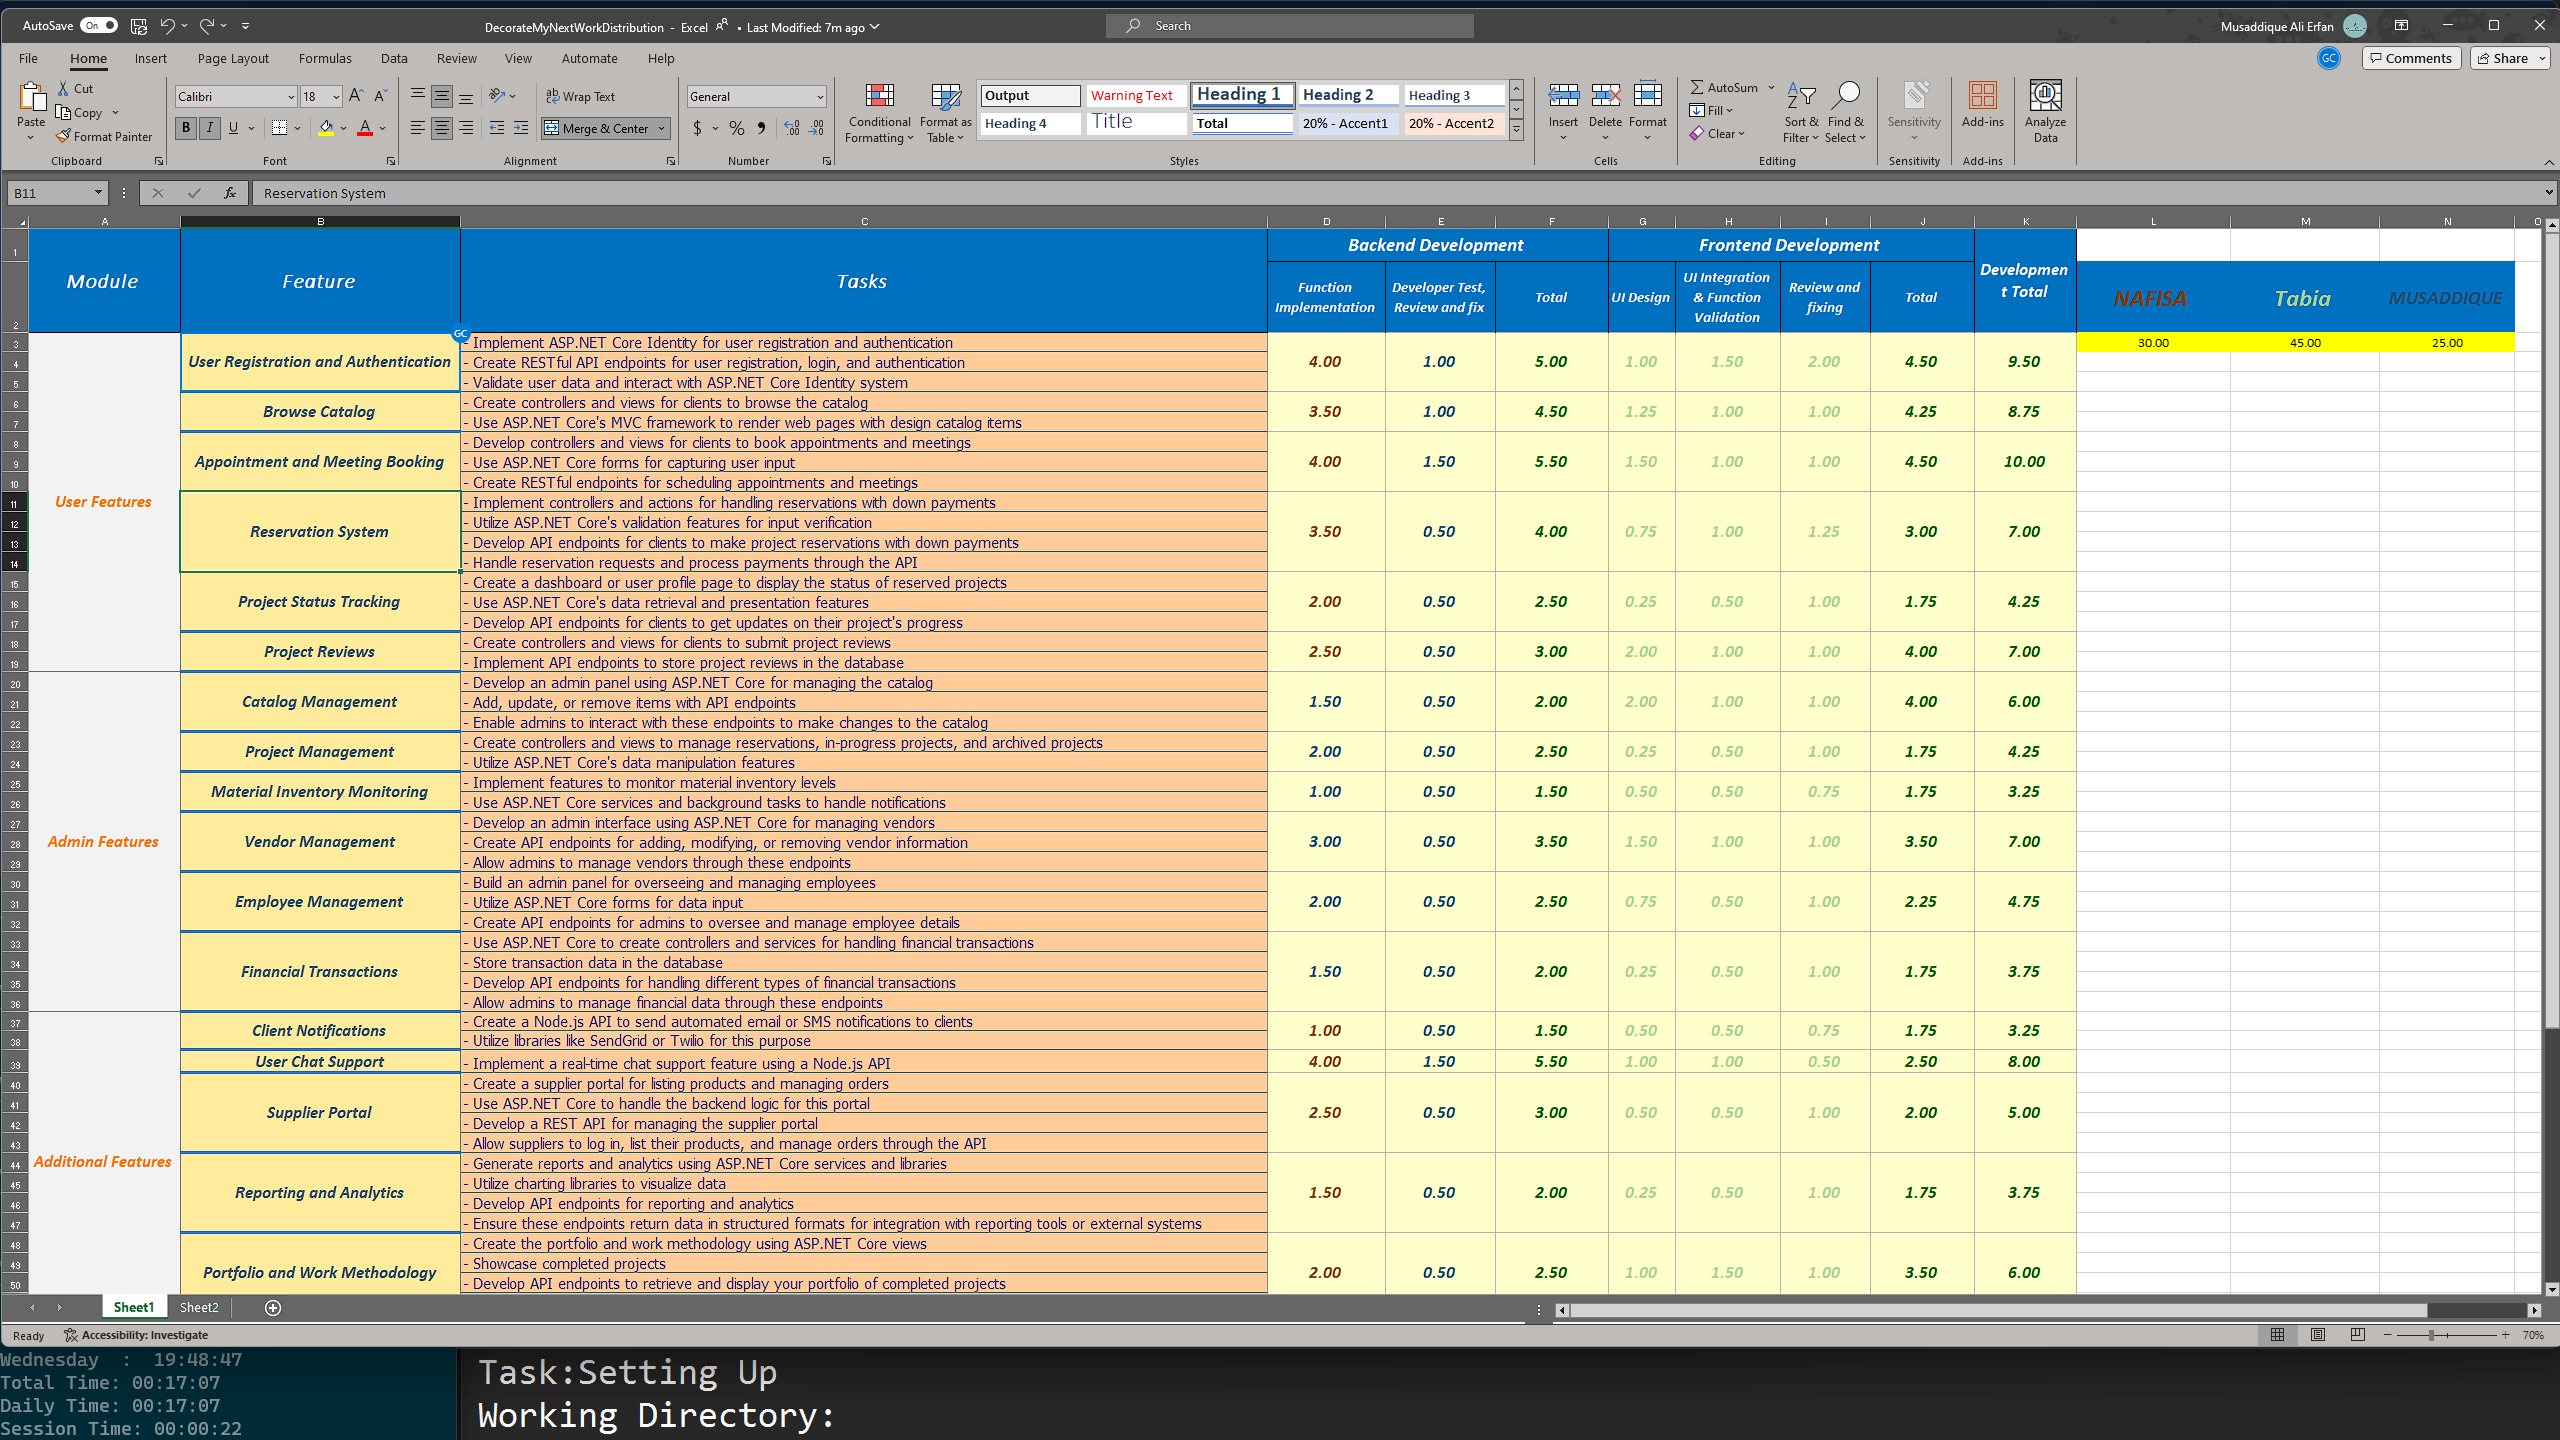 AutoSave On DecorateMyNextWorkDistribution - Excel • Last Modified: 7m ago Search Musaddique Ali Erfan
File Home Insert Page Layout Formulas Data Review View Automate Help GC Comments Share
Paste Cut Copy Format Painter Clipboard
Calibri 18 B I U Font
Wrap Text Merge & Center Alignment
General $ % Number
Conditional Formatting Format as Table
Output Warning Text Heading 1 Heading 2 Heading 3
Heading 4 Title Total 20% - Accent1 20% - Accent2
Styles
Insert Delete Format Cells
AutoSum Fill Clear Sort & Filter Find & Select Editing
Sensitivity Sensitivity Add-ins Add-ins Analyze Data
B11 fx Reservation System
A B C D E F G H I J K L M N O
Module Feature Tasks Backend Development Frontend Development Development Total
Function Implementation Developer Test, Review and fix Total UI Design UI Integration & Function Validation Review and fixing Total NAFISA Tabia MUSADDIQUE
30.00 45.00 25.00
User Features
User Registration and Authentication
- Implement ASP.NET Core Identity for user registration and authentication
- Create RESTful API endpoints for user registration, login, and authentication
- Validate user data and interact with ASP.NET Core Identity system
4.00 1.00 5.00 1.00 1.50 2.00 4.50 9.50
Browse Catalog
- Create controllers and views for clients to browse the catalog
- Use ASP.NET Core's MVC framework to render web pages with design catalog items
3.50 1.00 4.50 1.25 1.00 1.00 4.25 8.75
Appointment and Meeting Booking
- Develop controllers and views for clients to book appointments and meetings
- Use ASP.NET Core forms for capturing user input
- Create RESTful endpoints for scheduling appointments and meetings
4.00 1.50 5.50 1.50 1.00 1.00 4.50 10.00
Reservation System
- Implement controllers and actions for handling reservations with down payments
- Utilize ASP.NET Core's validation features for input verification
- Develop API endpoints for clients to make project reservations with down payments
- Handle reservation requests and process payments through the API
3.50 0.50 4.00 0.75 1.00 1.25 3.00 7.00
Project Status Tracking
- Create a dashboard or user profile page to display the status of reserved projects
- Use ASP.NET Core's data retrieval and presentation features
- Develop API endpoints for clients to get updates on their project's progress
2.00 0.50 2.50 0.25 0.50 1.00 1.75 4.25
Project Reviews
- Create controllers and views for clients to submit project reviews
- Implement API endpoints to store project reviews in the database
2.50 0.50 3.00 2.00 1.00 1.00 4.00 7.00
Admin Features
Catalog Management
- Develop an admin panel using ASP.NET Core for managing the catalog
- Add, update, or remove items with API endpoints
- Enable admins to interact with these endpoints to make changes to the catalog
1.50 0.50 2.00 2.00 1.00 1.00 4.00 6.00
Project Management
- Create controllers and views to manage reservations, in-progress projects, and archived projects
- Utilize ASP.NET Core's data manipulation features
2.00 0.50 2.50 0.25 0.50 1.00 1.75 4.25
Material Inventory Monitoring
- Implement features to monitor material inventory levels
- Use ASP.NET Core services and background tasks to handle notifications
1.00 0.50 1.50 0.50 0.50 0.75 1.75 3.25
Vendor Management
- Develop an admin interface using ASP.NET Core for managing vendors
- Create API endpoints for adding, modifying, or removing vendor information
- Allow admins to manage vendors through these endpoints
3.00 0.50 3.50 1.50 1.00 1.00 3.50 7.00
Employee Management
- Build an admin panel for overseeing and managing employees
- Utilize ASP.NET Core forms for data input
- Create API endpoints for admins to oversee and manage employee details
2.00 0.50 2.50 0.75 0.50 1.00 2.25 4.75
Financial Transactions
- Use ASP.NET Core to create controllers and services for handling financial transactions
- Store transaction data in the database
- Develop API endpoints for handling different types of financial transactions
- Allow admins to manage financial data through these endpoints
1.50 0.50 2.00 0.25 0.50 1.00 1.75 3.75
Additional Features
Client Notifications
- Create a Node.js API to send automated email or SMS notifications to clients
- Utilize libraries like SendGrid or Twilio for this purpose
1.00 0.50 1.50 0.50 0.50 0.75 1.75 3.25
User Chat Support
- Implement a real-time chat support feature using a Node.js API
4.00 1.50 5.50 1.00 1.00 0.50 2.50 8.00
Supplier Portal
- Create a supplier portal for listing products and managing orders
- Use ASP.NET Core to handle the backend logic for this portal
- Develop a REST API for managing the supplier portal
- Allow suppliers to log in, list their products, and manage orders through the API
2.50 0.50 3.00 0.50 0.50 1.00 2.00 5.00
Reporting and Analytics
- Generate reports and analytics using ASP.NET Core services and libraries
- Utilize charting libraries to visualize data
- Develop API endpoints for reporting and analytics
- Ensure these endpoints return data in structured formats for integration with reporting tools or external systems
1.50 0.50 2.00 0.25 0.50 1.00 1.75 3.75
Portfolio and Work Methodology
- Create the portfolio and work methodology using ASP.NET Core views
- Showcase completed projects
- Develop API endpoints to retrieve and display your portfolio of completed projects
2.00 0.50 2.50 1.00 1.50 1.00 3.50 6.00
Sheet1 Sheet2
Ready Accessibility: Investigate 70%
Wednesday : 19:48:47
Total Time: 00:17:07
Daily Time: 00:17:07
Session Time: 00:00:22
Task:Setting Up
Working Directory: